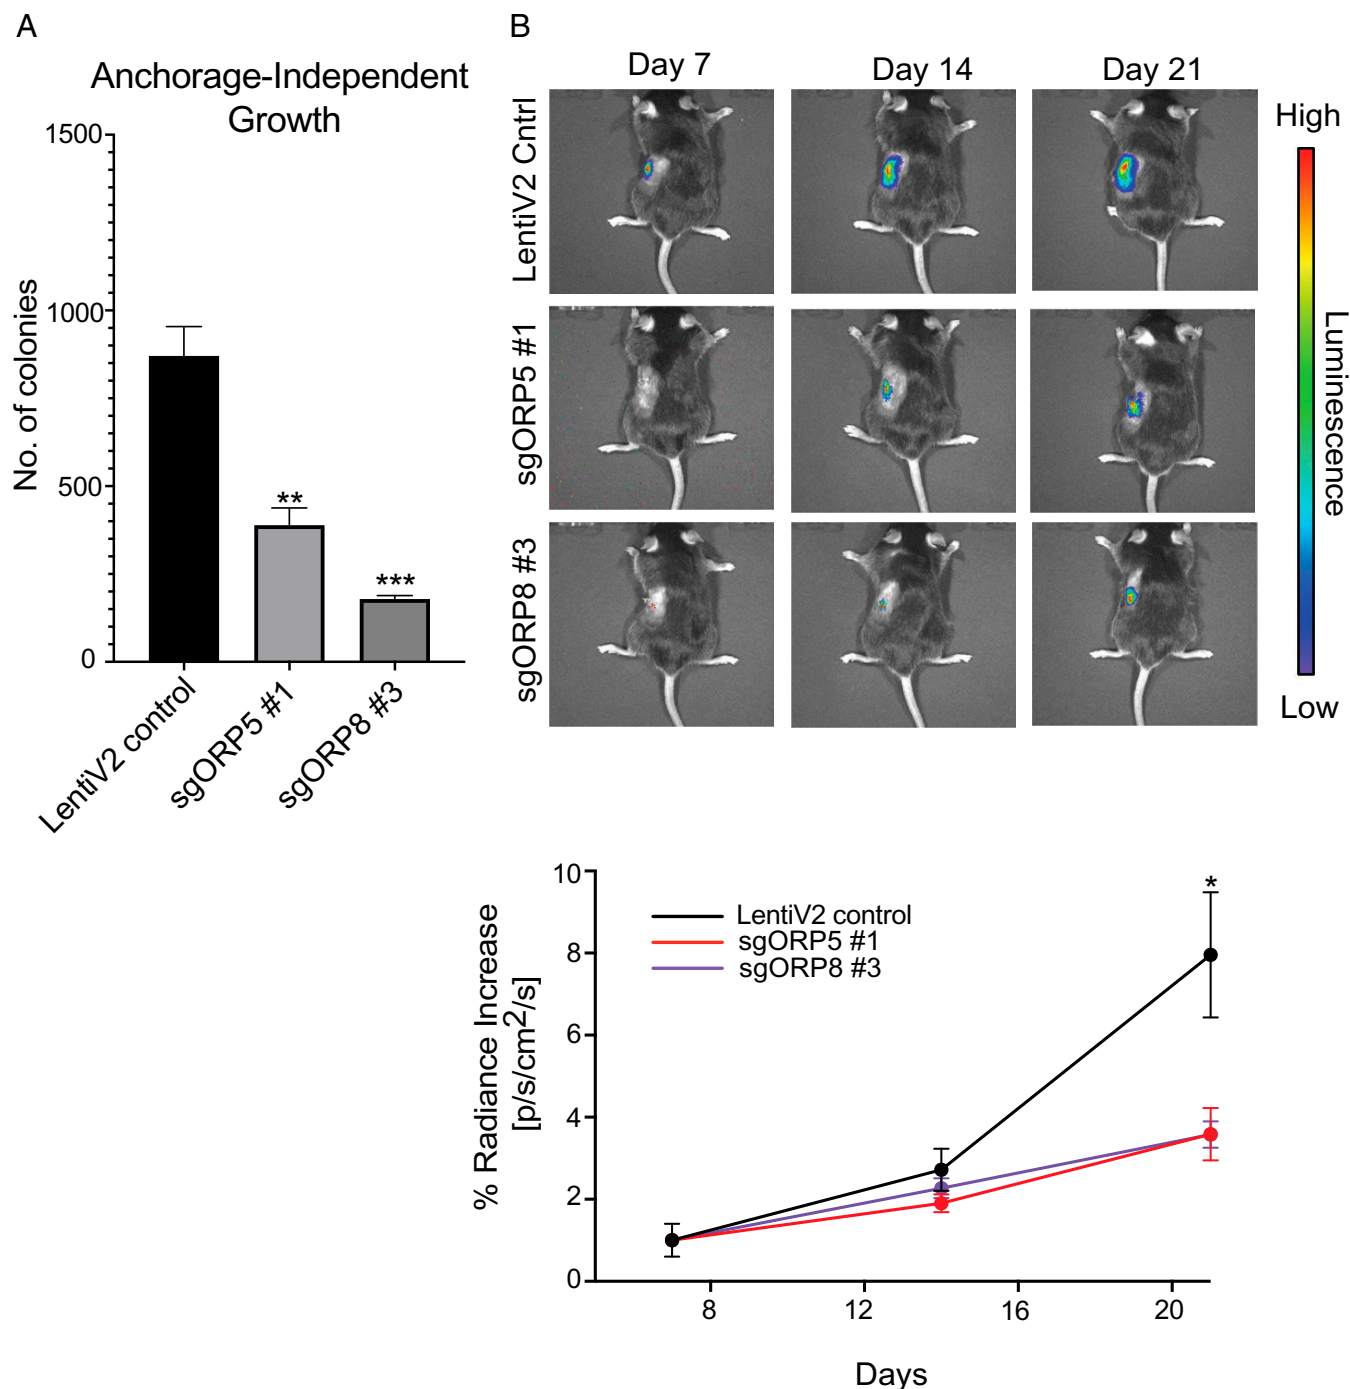 A
Anchorage-Independent
Growth
1500
1000
500
0
No. of colonies
**
***
LentiV2 control
sgORP5 #1
sgORP8 #3
B
Day 7
Day 14
Day 21
LentiV2 Cntrl
sgORP5 #1
sgORP8 #3
High
Luminescence
Low
10
8
6
4
2
0
% Radiance Increase
[p/s/cm2/s]
LentiV2 control
sgORP5 #1
sgORP8 #3
*
8
12
16
20
Days